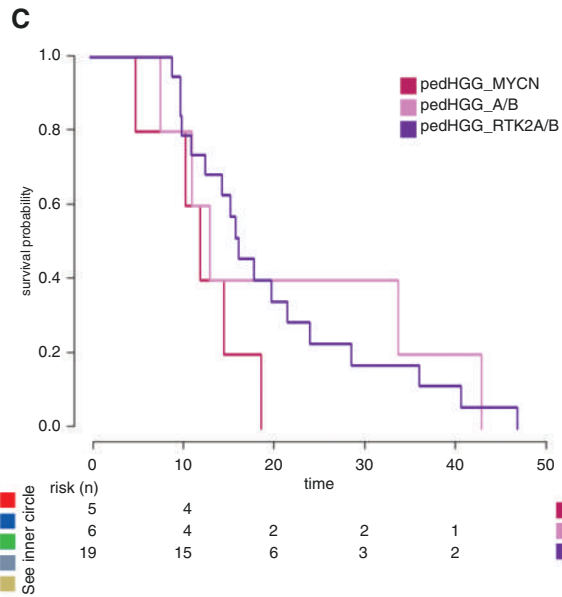 C
pedHGG_MYCN
pedHGG_A/B
pedHGG_RTK2A/B
survival probability
1.0
0.8
0.6
0.4
0.2
0.0
0 10 20 30 40 50
time
risk (n)
5 4
6 4 2 2 1
19 15 6 3 2
See inner circle